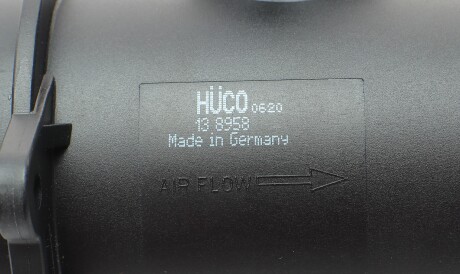 HÜCO 0620
13 8958
Made in Germany
AIR FLOW